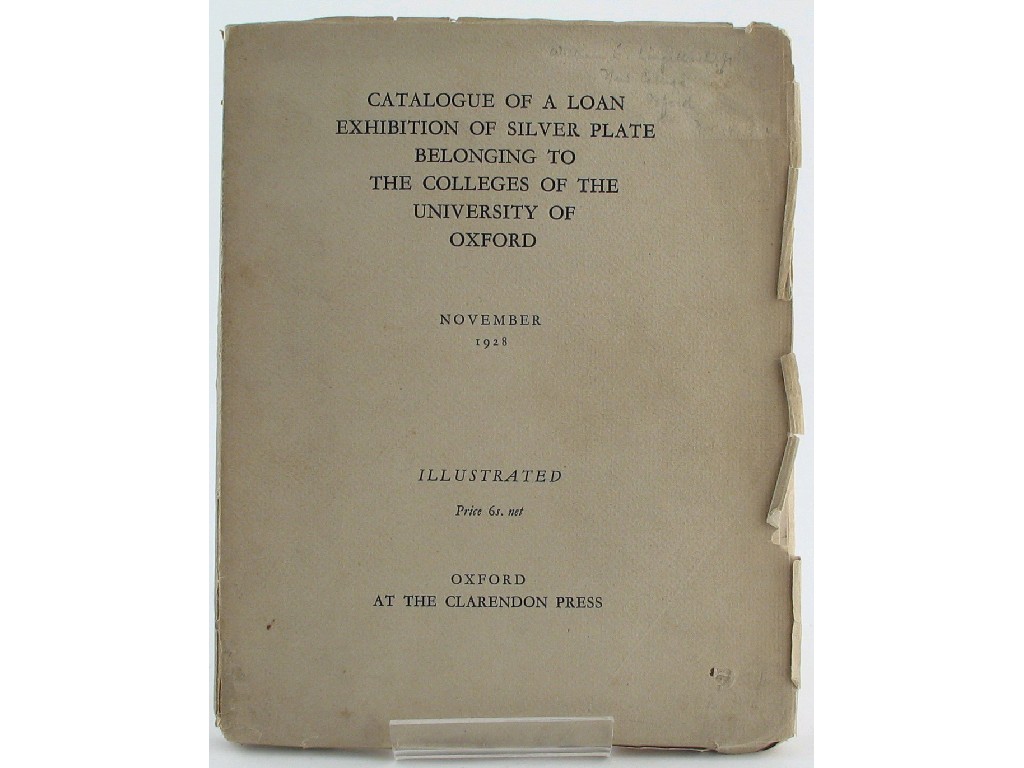 CATALOGUE OF A LOAN
EXHIBITION OF SILVER PLATE
BELONGING TO
THE COLLEGES OF THE
UNIVERSITY OF
OXFORD
NOVEMBER
1928
ILLUSTRATED
Price 6s. net
OXFORD
AT THE CLARENDON PRESS